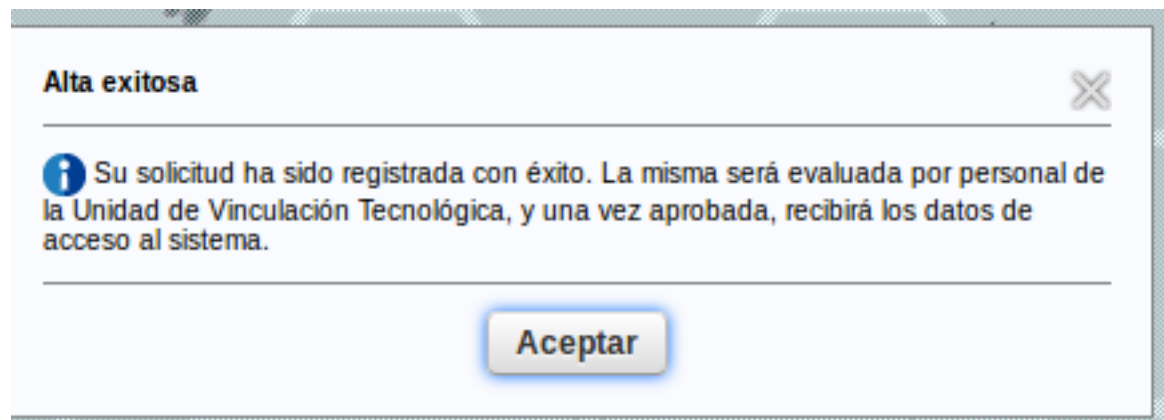 Alta exitosa
Su solicitud ha sido registrada con éxito. La misma será evaluada por personal de
la Unidad de Vinculación Tecnológica, y una vez aprobada, recibirá los datos de
acceso al sistema.
Aceptar